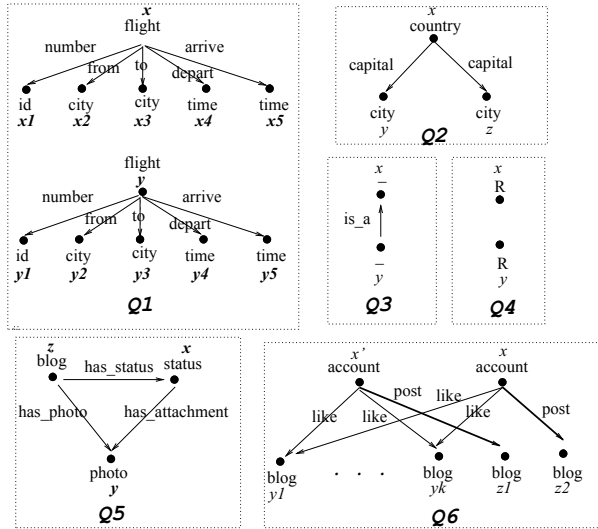 x
flight
number arrive
from to depart
id city city time time
x1 x2 x3 x4 x5
flight
y
number arrive
from to depart
id city city time time
y1 y2 y3 y4 y5
Q1
x
country
capital capital
city city
y z
Q2
x
_
is_a
_
y
Q3
x
R
R
y
Q4
z x
blog status
has_status
has_photo has_attachment
photo
y
Q5
x' x
account account
post
like like like like post
blog . . . blog blog blog
y1 yk z1 z2
Q6